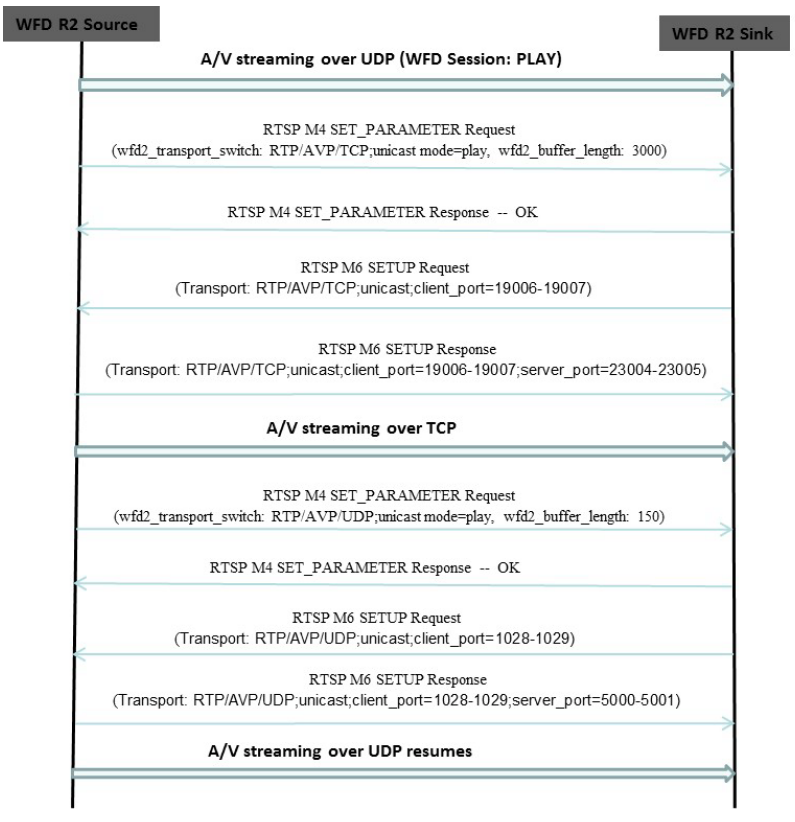 WFD R2 Source
WFD R2 Sink
A/V streaming over UDP (WFD Session: PLAY)
RTSP M4 SET_PARAMETER Request
(wfd2_transport_switch: RTP/AVP/TCP;unicast mode=play, wfd2_buffer_length: 3000)
RTSP M4 SET_PARAMETER Response -- OK
RTSP M6 SETUP Request
(Transport: RTP/AVP/TCP;unicast;client_port=19006-19007)
RTSP M6 SETUP Response
(Transport: RTP/AVP/TCP;unicast;client_port=19006-19007;server_port=23004-23005)
A/V streaming over TCP
RTSP M4 SET_PARAMETER Request
(wfd2_transport_switch: RTP/AVP/UDP;unicast mode=play, wfd2_buffer_length: 150)
RTSP M4 SET_PARAMETER Response -- OK
RTSP M6 SETUP Request
(Transport: RTP/AVP/UDP;unicast;client_port=1028-1029)
RTSP M6 SETUP Response
(Transport: RTP/AVP/UDP;unicast;client_port=1028-1029;server_port=5000-5001)
A/V streaming over UDP resumes